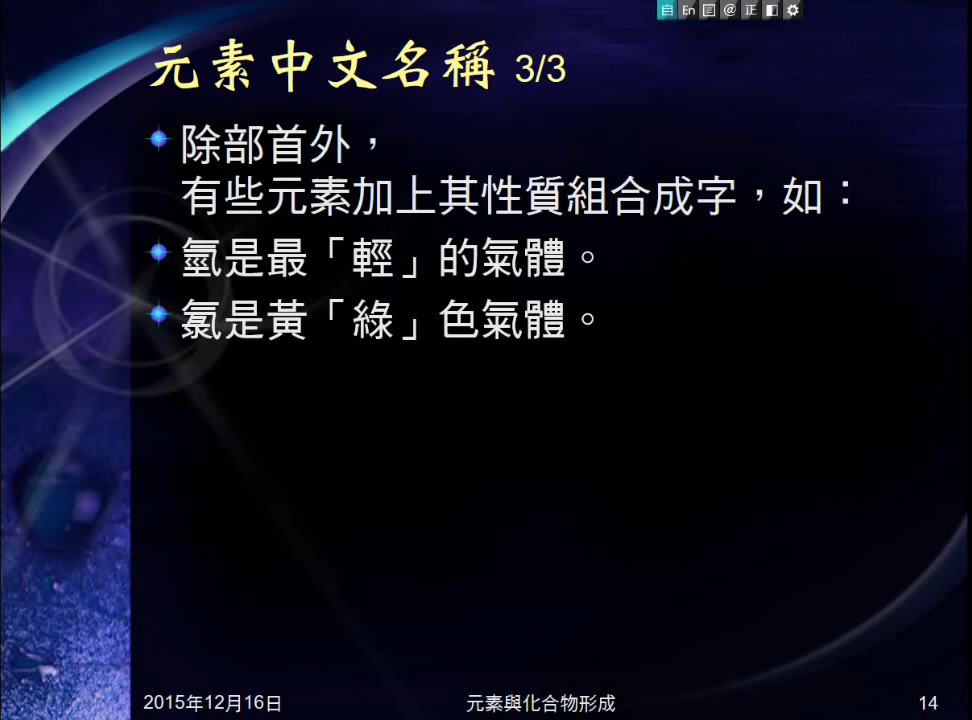 自 En @ 正
元素中文名稱 3/3
除部首外，
有些元素加上其性質組合成字，如：
氫是最「輕」的氣體。
氯是黃「綠」色氣體。
2015年12月16日 元素與化合物形成 14